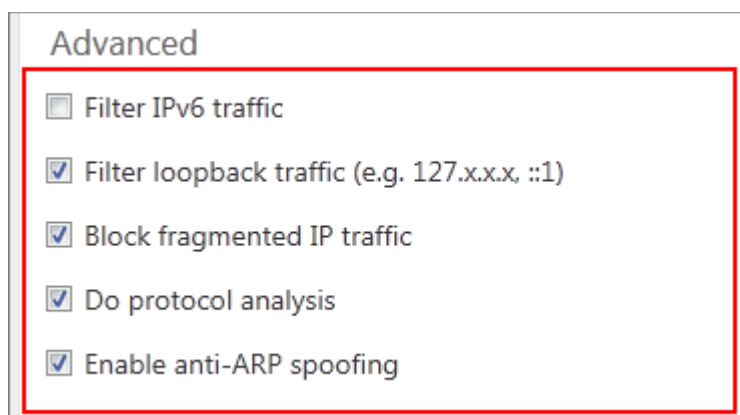 Advanced
Filter IPv6 traffic
Filter loopback traffic (e.g. 127.x.x.x, ::1)
Block fragmented IP traffic
Do protocol analysis
Enable anti-ARP spoofing